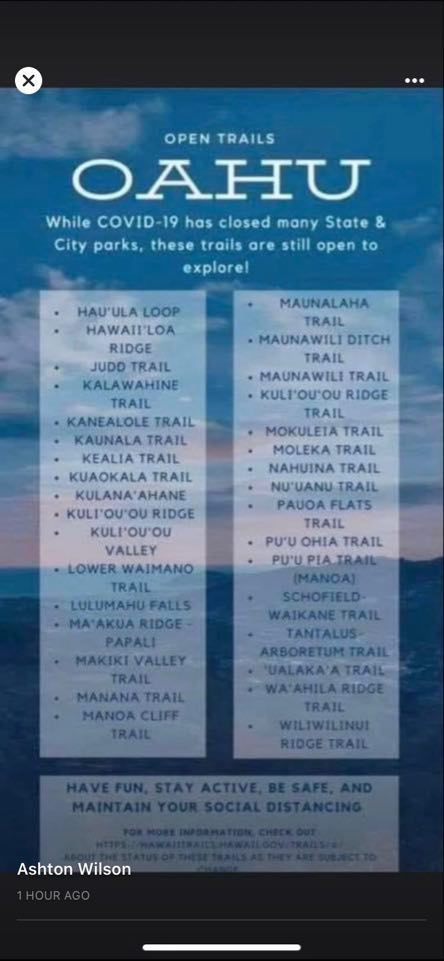 OPEN TRAILS
OAHU
While COVID-19 has closed many State &
City parks, these trails are still open to
explore!
• HAU'ULA LOOP
• HAWAII'LOA
RIDGE
• JUDD TRAIL
• KALAWAHINE
TRAIL
• KANEALOLE TRAIL
• KAUNALA TRAIL
• KEALIA TRAIL
• KUAOKALA TRAIL
• KULANA'AHANE
• KULI'OU'OU RIDGE
• KULI'OU'OU
VALLEY
• LOWER WAIMANO
TRAIL
• LULUMAHU FALLS
• MA'AKUA RIDGE -
PAPALI
• MAKIKI VALLEY
TRAIL
• MANANA TRAIL
• MANOA CLIFF
TRAIL
• MAUNALAHA
TRAIL
• MAUNAWILI DITCH
TRAIL
• MAUNAWILI TRAIL
• KULI'OU'OU RIDGE
TRAIL
• MOKULEIA TRAIL
• MOLEKA TRAIL
• NAHUINA TRAIL
• NU'UANU TRAIL
• PAUOA FLATS
TRAIL
• PU'U OHIA TRAIL
• PU'U PIA TRAIL
(MANOA)
• SCHOFIELD-
WAIKANE TRAIL
• TANTALUS-
ARBORETUM TRAIL
• 'UALAKA'A TRAIL
• WA'AHILA RIDGE
TRAIL
• WILIWILINUI
RIDGE TRAIL
HAVE FUN, STAY ACTIVE, BE SAFE, AND
MAINTAIN YOUR SOCIAL DISTANCING
FOR MORE INFORMATION, CHECK OUT
HTTPS://HAWAIITRAILS.HAWAII.GOV/TRAILS/#/
ABOUT THE STATUS OF THESE TRAILS AS THEY ARE SUBJECT TO
CHANGE
Ashton Wilson
1 HOUR AGO